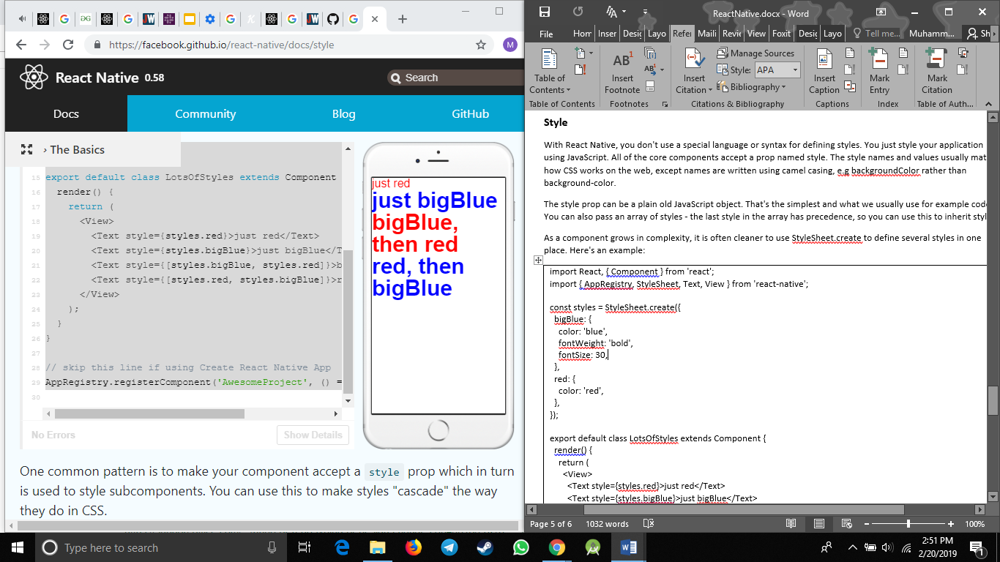 https://facebook.github.io/react-native/docs/style
M
React Native 0.58
Search
Docs
Community
Blog
GitHub
› The Basics
15 export default class LotsOfStyles extends Component
16 render() {
17 return (
18 <View>
19 <Text style={styles.red}>just red</Text>
20 <Text style={styles.bigBlue}>just bigBlue</T
21 <Text style={[styles.bigBlue, styles.red]}>b
22 <Text style={[styles.red, styles.bigBlue]}>r
23 </View>
24 );
25 }
26 }
27
28 // skip this line if using Create React Native App
29 AppRegistry.registerComponent('AwesomeProject', () =
30
No Errors
Show Details
just red
just bigBlue
bigBlue,
then red
red, then
bigBlue
One common pattern is to make your component accept a style prop which in turn
is used to style subcomponents. You can use this to make styles "cascade" the way
they do in CSS.
ReactNative.docx - Word
File
Horr
Inser
Desig
Layo
Refer
Maili
Revie
View
Foxit
Desig
Layo
Tell me...
Muhamm...
Sh
Table of
Contents
Table of Contents
AB1
Insert
Footnote
Footnotes
Insert
Citation
Manage Sources
Style: APA
Bibliography
Citations & Bibliography
Insert
Caption
Captions
Mark
Entry
Index
Mark
Citation
Table of Auth...
Style
With React Native, you don't use a special language or syntax for defining styles. You just style your application
using JavaScript. All of the core components accept a prop named style. The style names and values usually mat
how CSS works on the web, except names are written using camel casing, e.g backgroundColor rather than
background-color.
The style prop can be a plain old JavaScript object. That's the simplest and what we usually use for example cod
You can also pass an array of styles - the last style in the array has precedence, so you can use this to inherit styl
As a component grows in complexity, it is often cleaner to use StyleSheet.create to define several styles in one
place. Here's an example:
import React, { Component } from 'react';
import { AppRegistry, StyleSheet, Text, View } from 'react-native';
const styles = StyleSheet.create({
bigBlue: {
color: 'blue',
fontWeight: 'bold',
fontSize: 30,
},
red: {
color: 'red',
},
});
export default class LotsOfStyles extends Component {
render() {
return (
<View>
<Text style={styles.red}>just red</Text>
<Text style={styles.bigBlue}>just bigBlue</Text>
Page 5 of 6
1032 words
100%
Type here to search
2:51 PM
2/20/2019
1